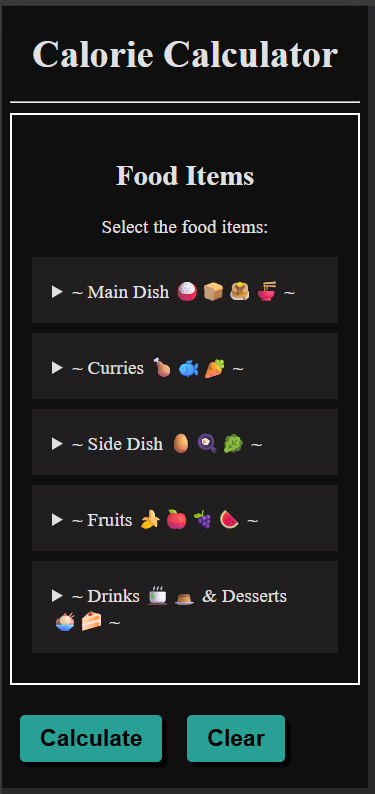 Calorie Calculator
Food Items
Select the food items:
~ Main Dish 🍚 🍞 🥞 🍜 ~
~ Curries 🍗 🐟 🥕 ~
~ Side Dish 🥚 🍳 🥬 ~
~ Fruits 🍌 🍎 🍇 🍉 ~
~ Drinks ☕ 🍮 & Desserts
🍧 🍰 ~
Calculate Clear